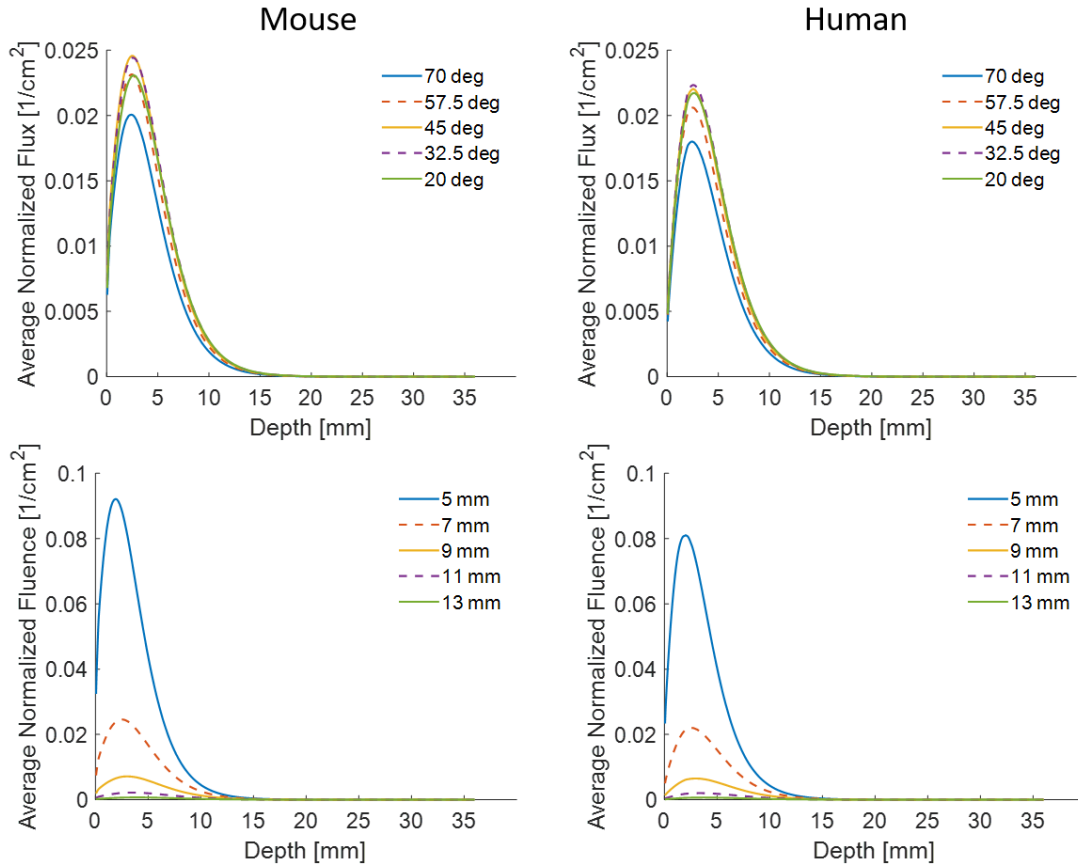 Mouse
Average Normalized Flux [1/cm²]
0.025
0.02
0.015
0.01
0.005
0
0 5 10 15 20 25 30 35
Depth [mm]
70 deg
57.5 deg
45 deg
32.5 deg
20 deg
Human
Average Normalized Flux [1/cm²]
0.025
0.02
0.015
0.01
0.005
0
0 5 10 15 20 25 30 35
Depth [mm]
70 deg
57.5 deg
45 deg
32.5 deg
20 deg
Average Normalized Fluence [1/cm²]
0.1
0.08
0.06
0.04
0.02
0
0 5 10 15 20 25 30 35
Depth [mm]
5 mm
7 mm
9 mm
11 mm
13 mm
Average Normalized Fluence [1/cm²]
0.1
0.08
0.06
0.04
0.02
0
0 5 10 15 20 25 30 35
Depth [mm]
5 mm
7 mm
9 mm
11 mm
13 mm